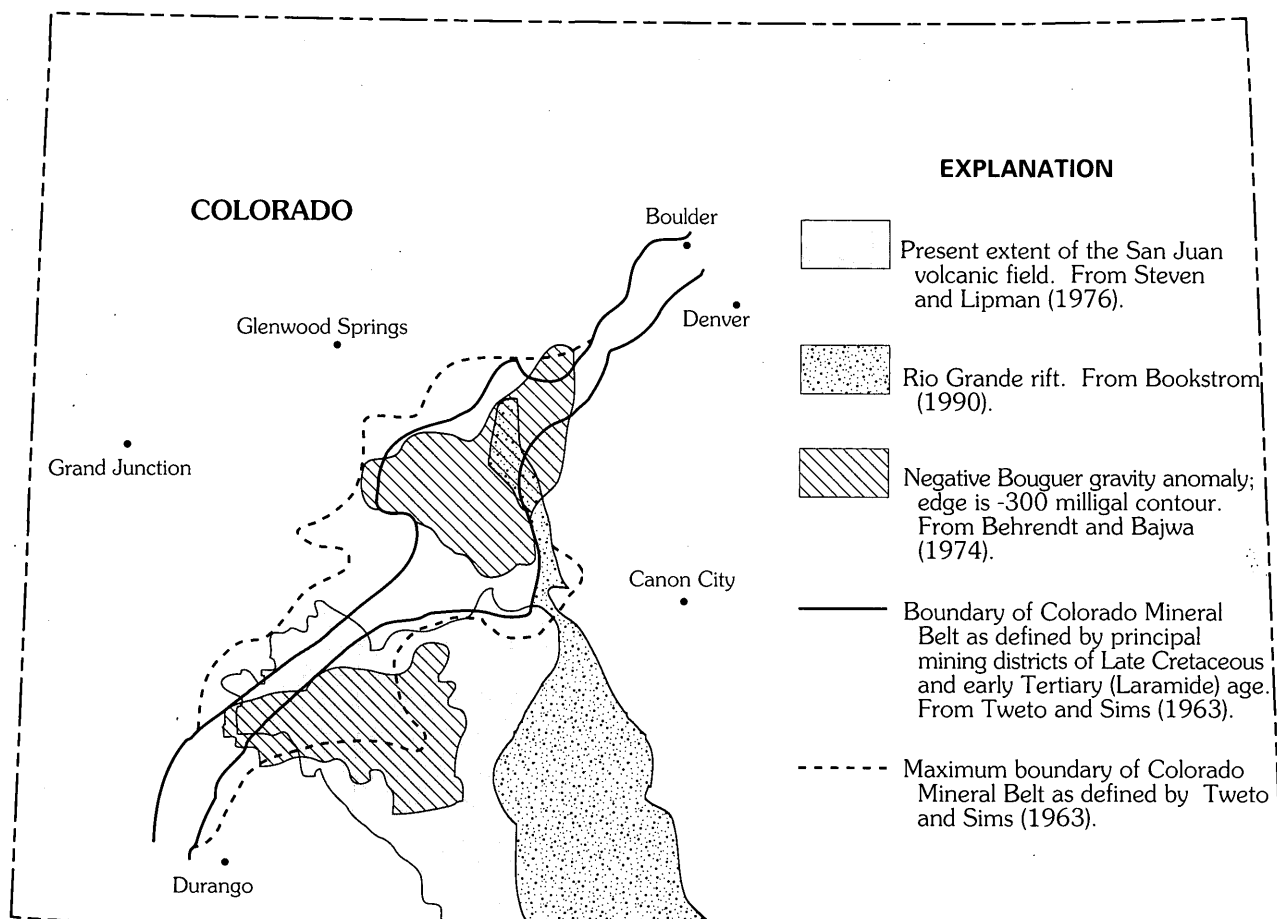 COLORADO
Boulder
Denver
Glenwood Springs
Grand Junction
Canon City
Durango
EXPLANATION
Present extent of the San Juan
volcanic field. From Steven
and Lipman (1976).
Rio Grande rift. From Bookstrom
(1990).
Negative Bouguer gravity anomaly;
edge is -300 milligal contour.
From Behrendt and Bajwa
(1974).
Boundary of Colorado Mineral
Belt as defined by principal
mining districts of Late Cretaceous
and early Tertiary (Laramide) age.
From Tweto and Sims (1963).
Maximum boundary of Colorado
Mineral Belt as defined by Tweto
and Sims (1963).